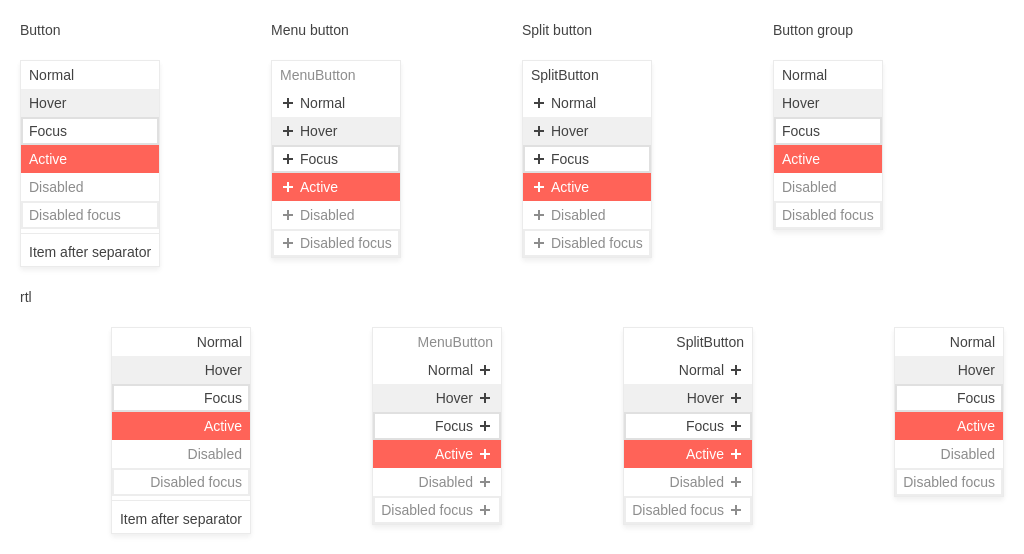 Button
Normal
Hover
Focus
Active
Disabled
Disabled focus
Item after separator
Menu button
MenuButton
Normal
Hover
Focus
Active
Disabled
Disabled focus
Split button
SplitButton
Normal
Hover
Focus
Active
Disabled
Disabled focus
Button group
Normal
Hover
Focus
Active
Disabled
Disabled focus
rtl
Normal
Hover
Focus
Active
Disabled
Disabled focus
Item after separator
MenuButton
Normal
Hover
Focus
Active
Disabled
Disabled focus
SplitButton
Normal
Hover
Focus
Active
Disabled
Disabled focus
Normal
Hover
Focus
Active
Disabled
Disabled focus